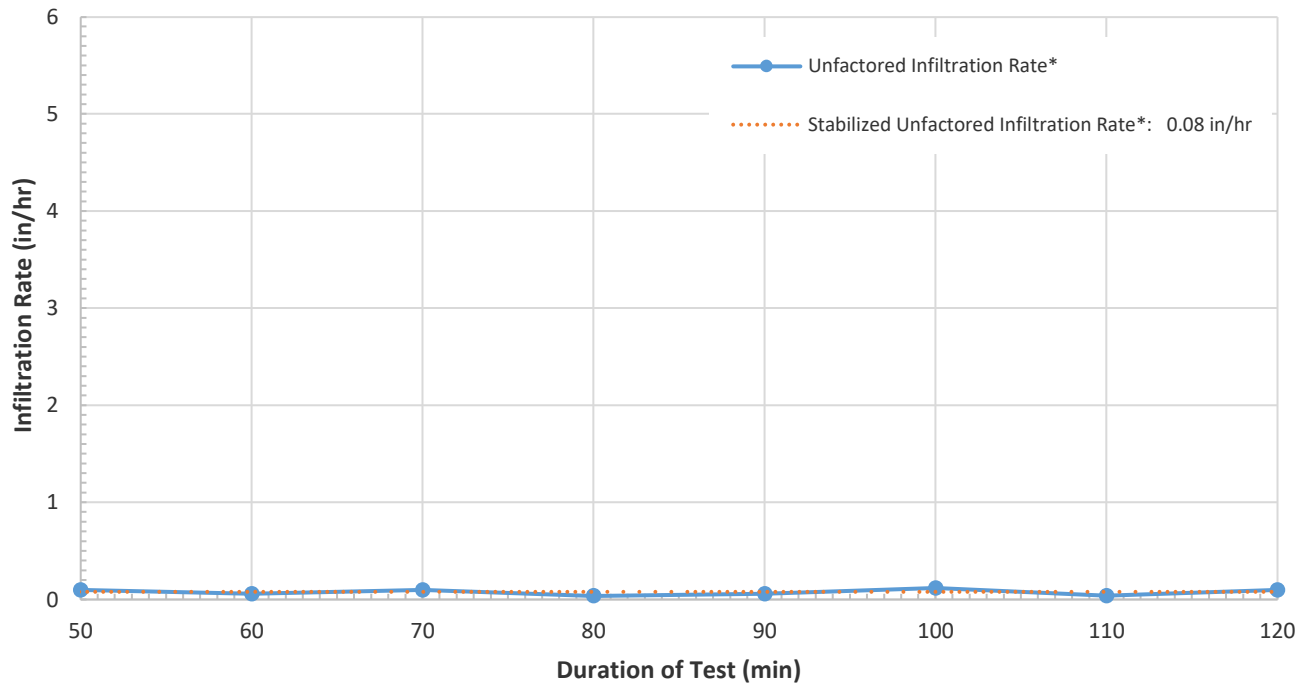 6
5
4
3
2
1
0
Infiltration Rate (in/hr)
Unfactored Infiltration Rate*
Stabilized Unfactored Infiltration Rate*: 0.08 in/hr
50 60 70 80 90 100 110 120
Duration of Test (min)